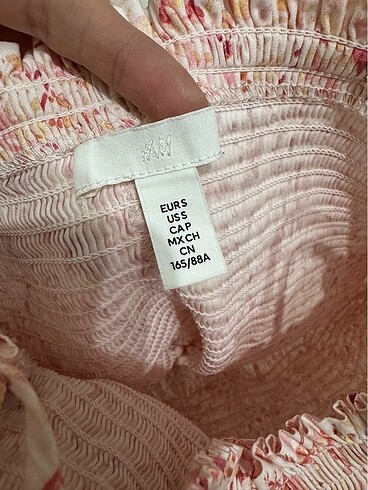 H&M
EUR S
US S
CA P
MX CH
CN
165/88A